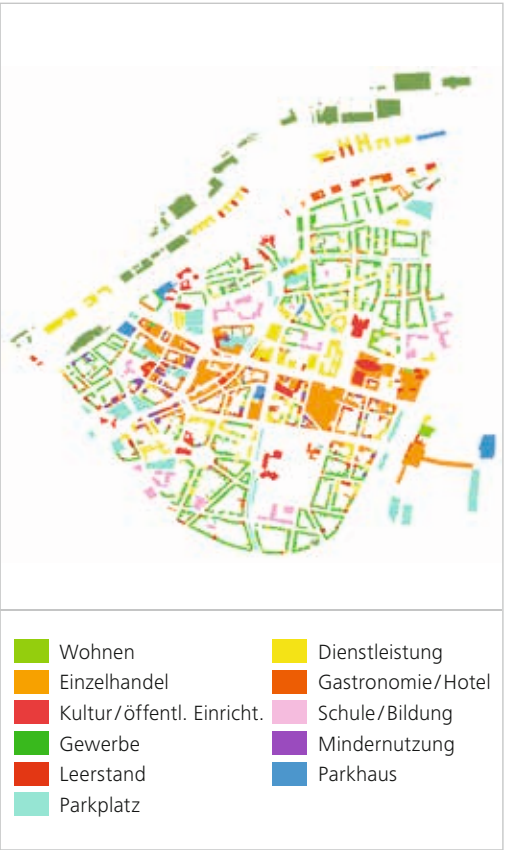 Wohnen
Einzelhandel
Kultur/öffentl. Einricht.
Gewerbe
Leerstand
Parkplatz
Dienstleistung
Gastronomie/Hotel
Schule/Bildung
Mindernutzung
Parkhaus